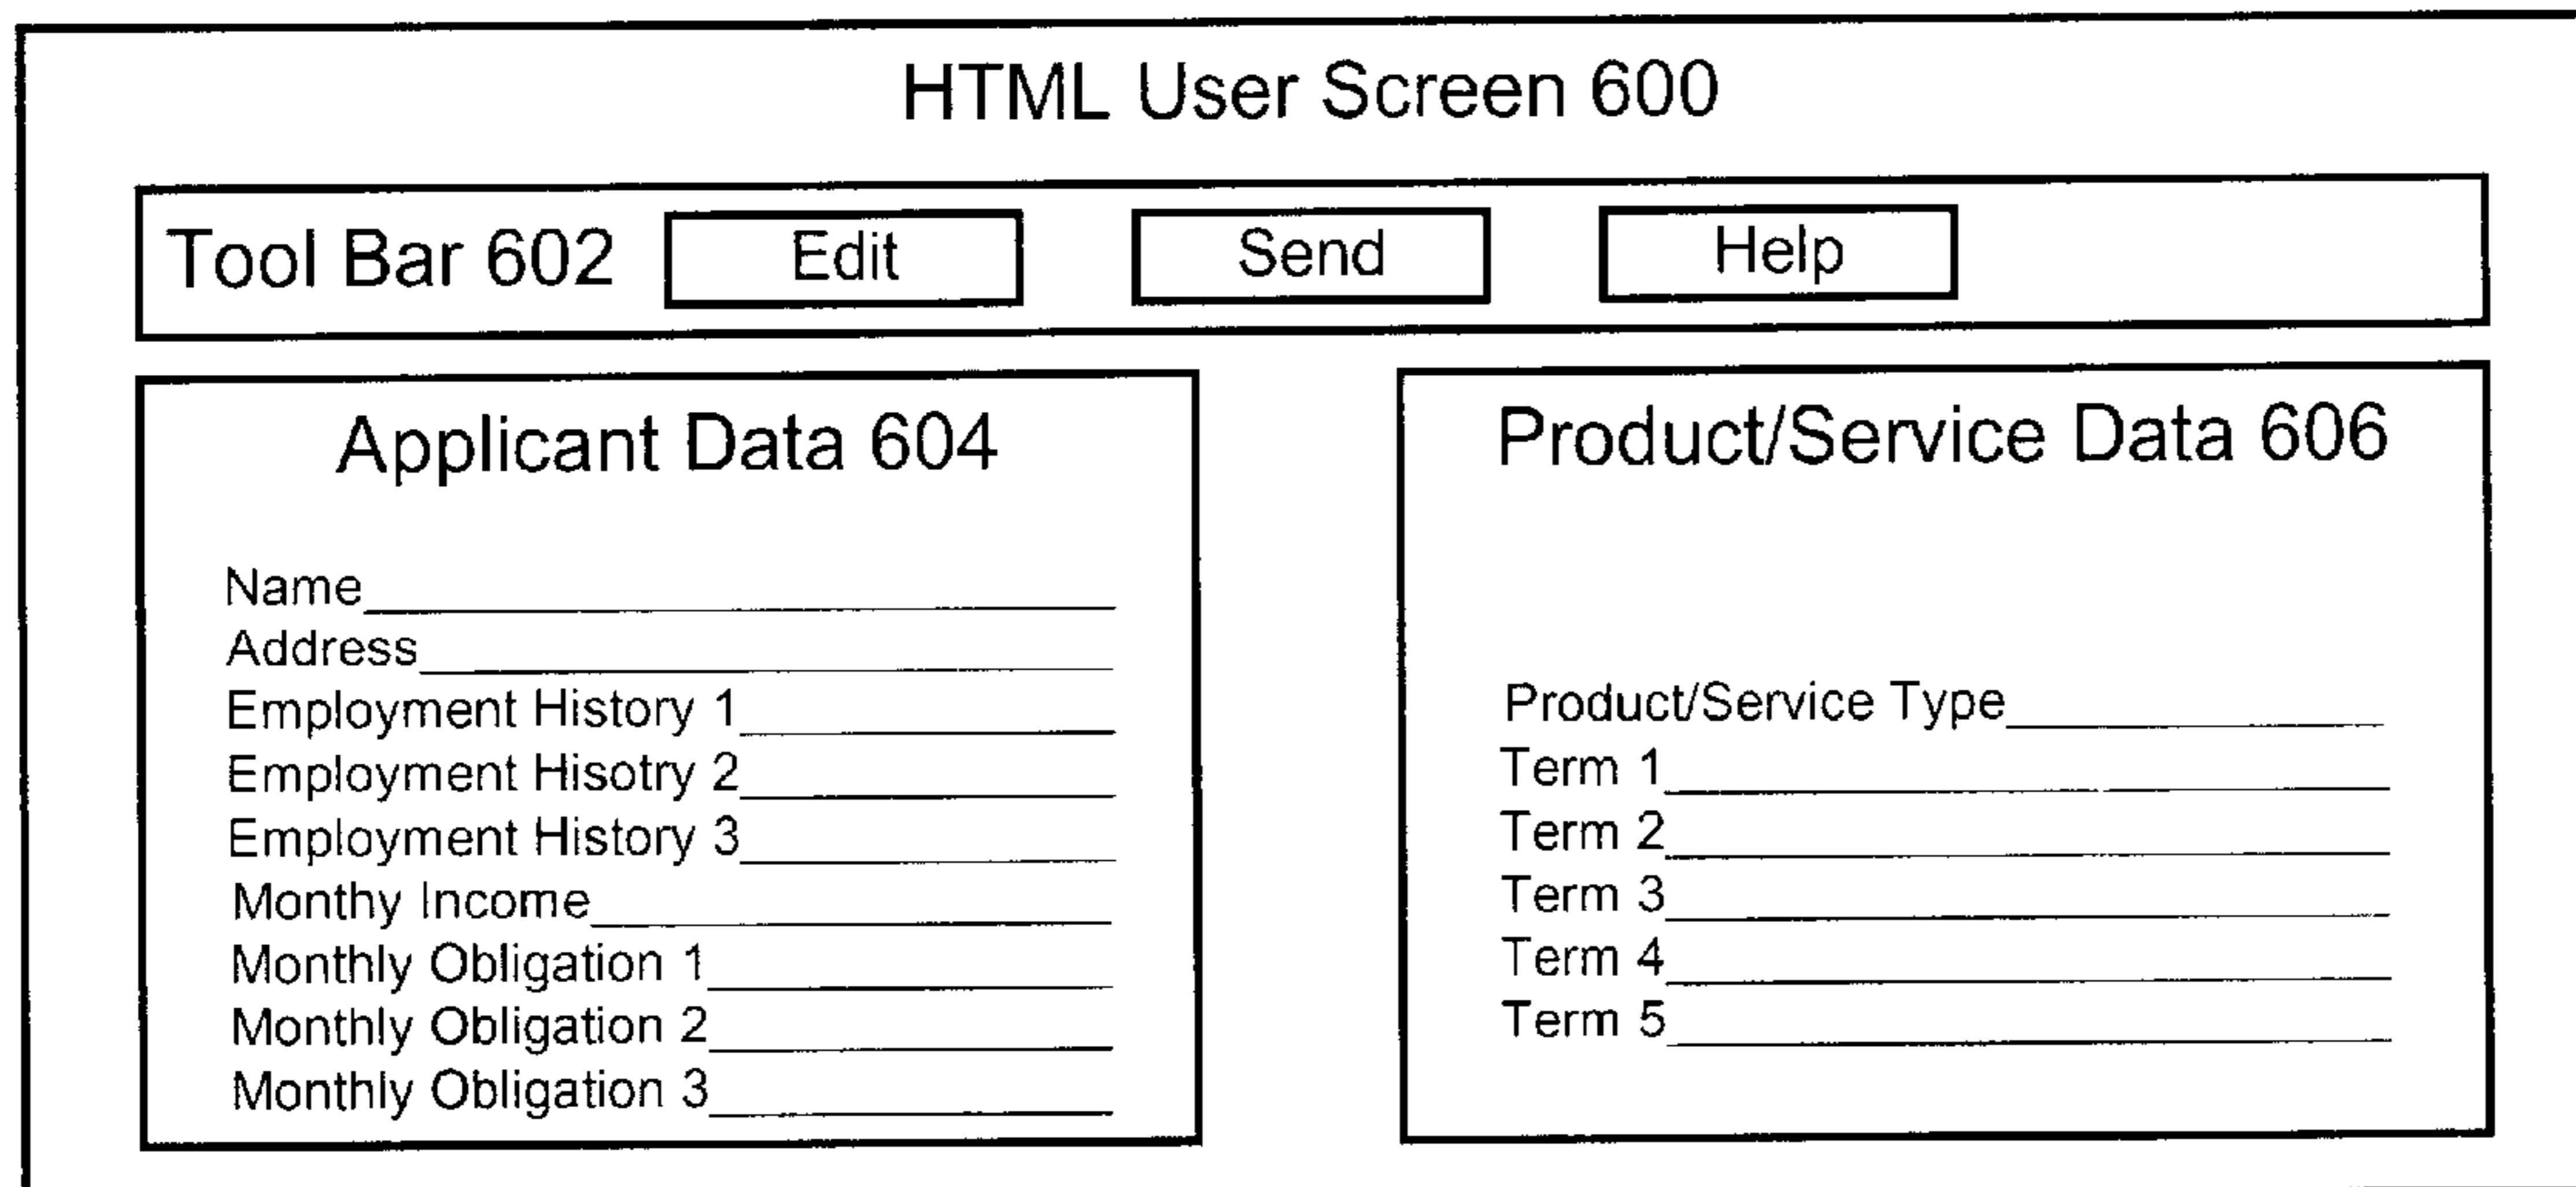 HTML User Screen 600
Tool Bar 602 Edit Send Help
Applicant Data 604
Name
Address
Employment History 1
Employment Hisotry 2
Employment History 3
Monthy Income
Monthly Obligation 1
Monthly Obligation 2
Monthly Obligation 3
Product/Service Data 606
Product/Service Type
Term 1
Term 2
Term 3
Term 4
Term 5